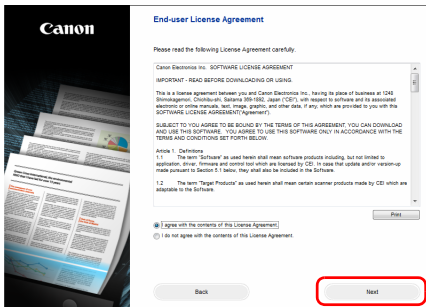 Canon
End-user License Agreement
Please read the following License Agreement carefully.
Canon Electronics Inc. SOFTWARE LICENSE AGREEMENT
IMPORTANT - READ BEFORE DOWNLOADING OR USING:
This is a license agreement between you and Canon Electronics Inc., having its place of business at 1248
Shimokagemori, Chichibu-shi, Saitama 369-1892, Japan ("CEI"), with respect to software and its associated
electronic or online manuals, text, image, graphic, and other data, if any, which are provided to you with this
SOFTWARE LICENSE AGREEMENT("Agreement").
SUBJECT TO YOU AGREE TO BE BOUND BY THE TERMS OF THIS AGREEMENT, YOU CAN DOWNLOAD
AND USE THIS SOFTWARE. YOU AGREE TO USE THIS SOFTWARE ONLY IN ACCORDANCE WITH THE
TERMS AND CONDITIONS SET FORTH BELOW.
Article 1. Definitions
1.1 The term "Software" as used herein shall mean software products including, but not limited to
application, driver, firmware and control tool which are licensed by CEI. In case that update and/or version-up
made pursuant to Section 5.1 below, they shall also be included in the Software.
1.2 The term "Target Products" as used herein shall mean certain scanner products made by CEI which are
adaptable to the Software.
Print
I agree with the contents of this License Agreement.
I do not agree with the contents of this License Agreement.
Back
Next